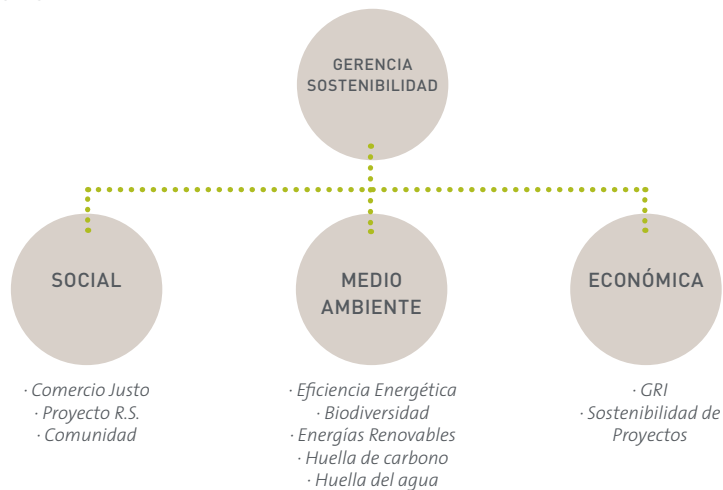 GERENCIA
SOSTENIBILIDAD
SOCIAL
· Comercio Justo
· Proyecto R.S.
· Comunidad
MEDIO
AMBIENTE
· Eficiencia Energética
· Biodiversidad
· Energías Renovables
· Huella de carbono
· Huella del agua
ECONÓMICA
· GRI
· Sostenibilidad de
Proyectos